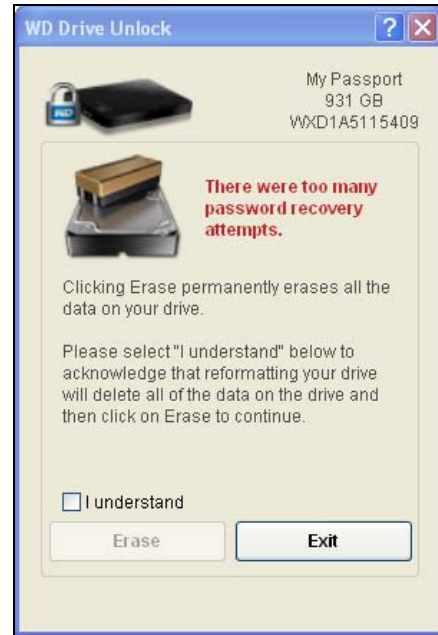 WD Drive Unlock
?
My Passport
931 GB
WXD1A5115409
WD
There were too many
password recovery
attempts.
Clicking Erase permanently erases all the
data on your drive.
Please select "I understand" below to
acknowledge that reformatting your drive
will delete all of the data on the drive and
then click on Erase to continue.
I understand
Erase
Exit